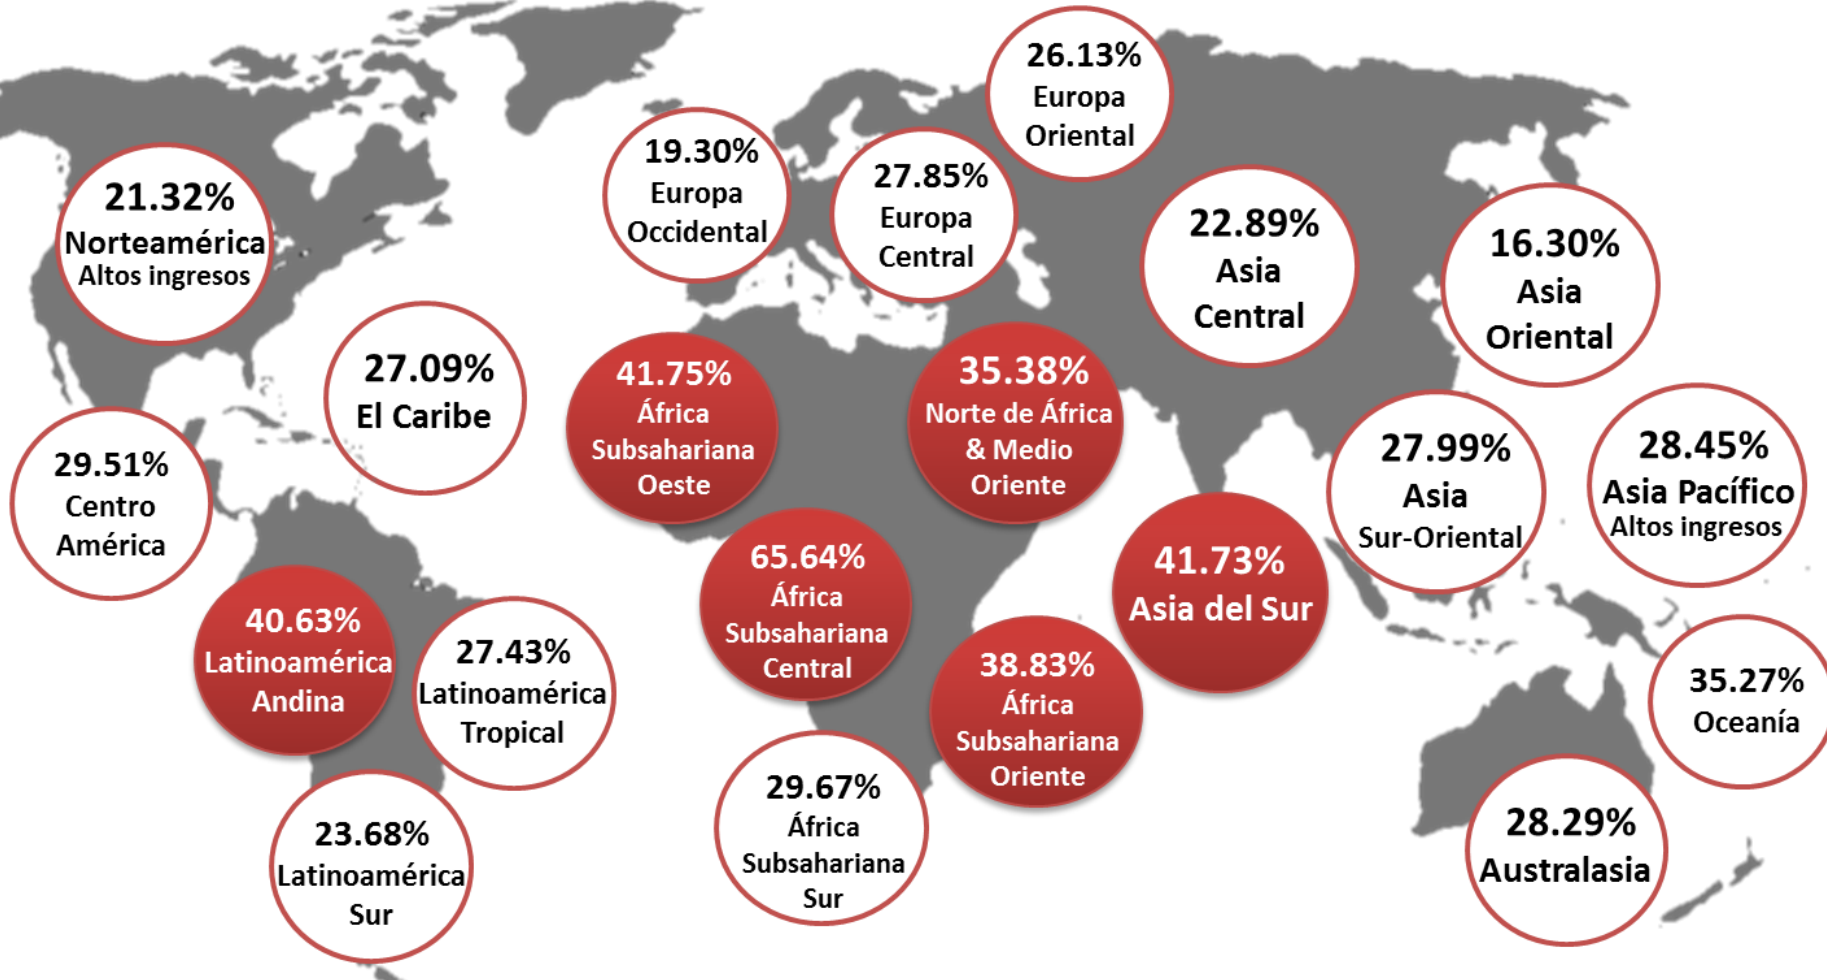 26.13%
Europa
Oriental
19.30%
Europa
Occidental
27.85%
Europa
Central
21.32%
Norteamérica
Altos ingresos
22.89%
Asia
Central
16.30%
Asia
Oriental
27.09%
El Caribe
41.75%
África
Subsahariana
Oeste
35.38%
Norte de África
& Medio
Oriente
29.51%
Centro
América
27.99%
Asia
Sur-Oriental
28.45%
Asia Pacífico
Altos ingresos
65.64%
África
Subsahariana
Central
41.73%
Asia del Sur
40.63%
Latinoamérica
Andina
27.43%
Latinoamérica
Tropical
38.83%
África
Subsahariana
Oriente
35.27%
Oceanía
23.68%
Latinoamérica
Sur
29.67%
África
Subsahariana
Sur
28.29%
Australasia